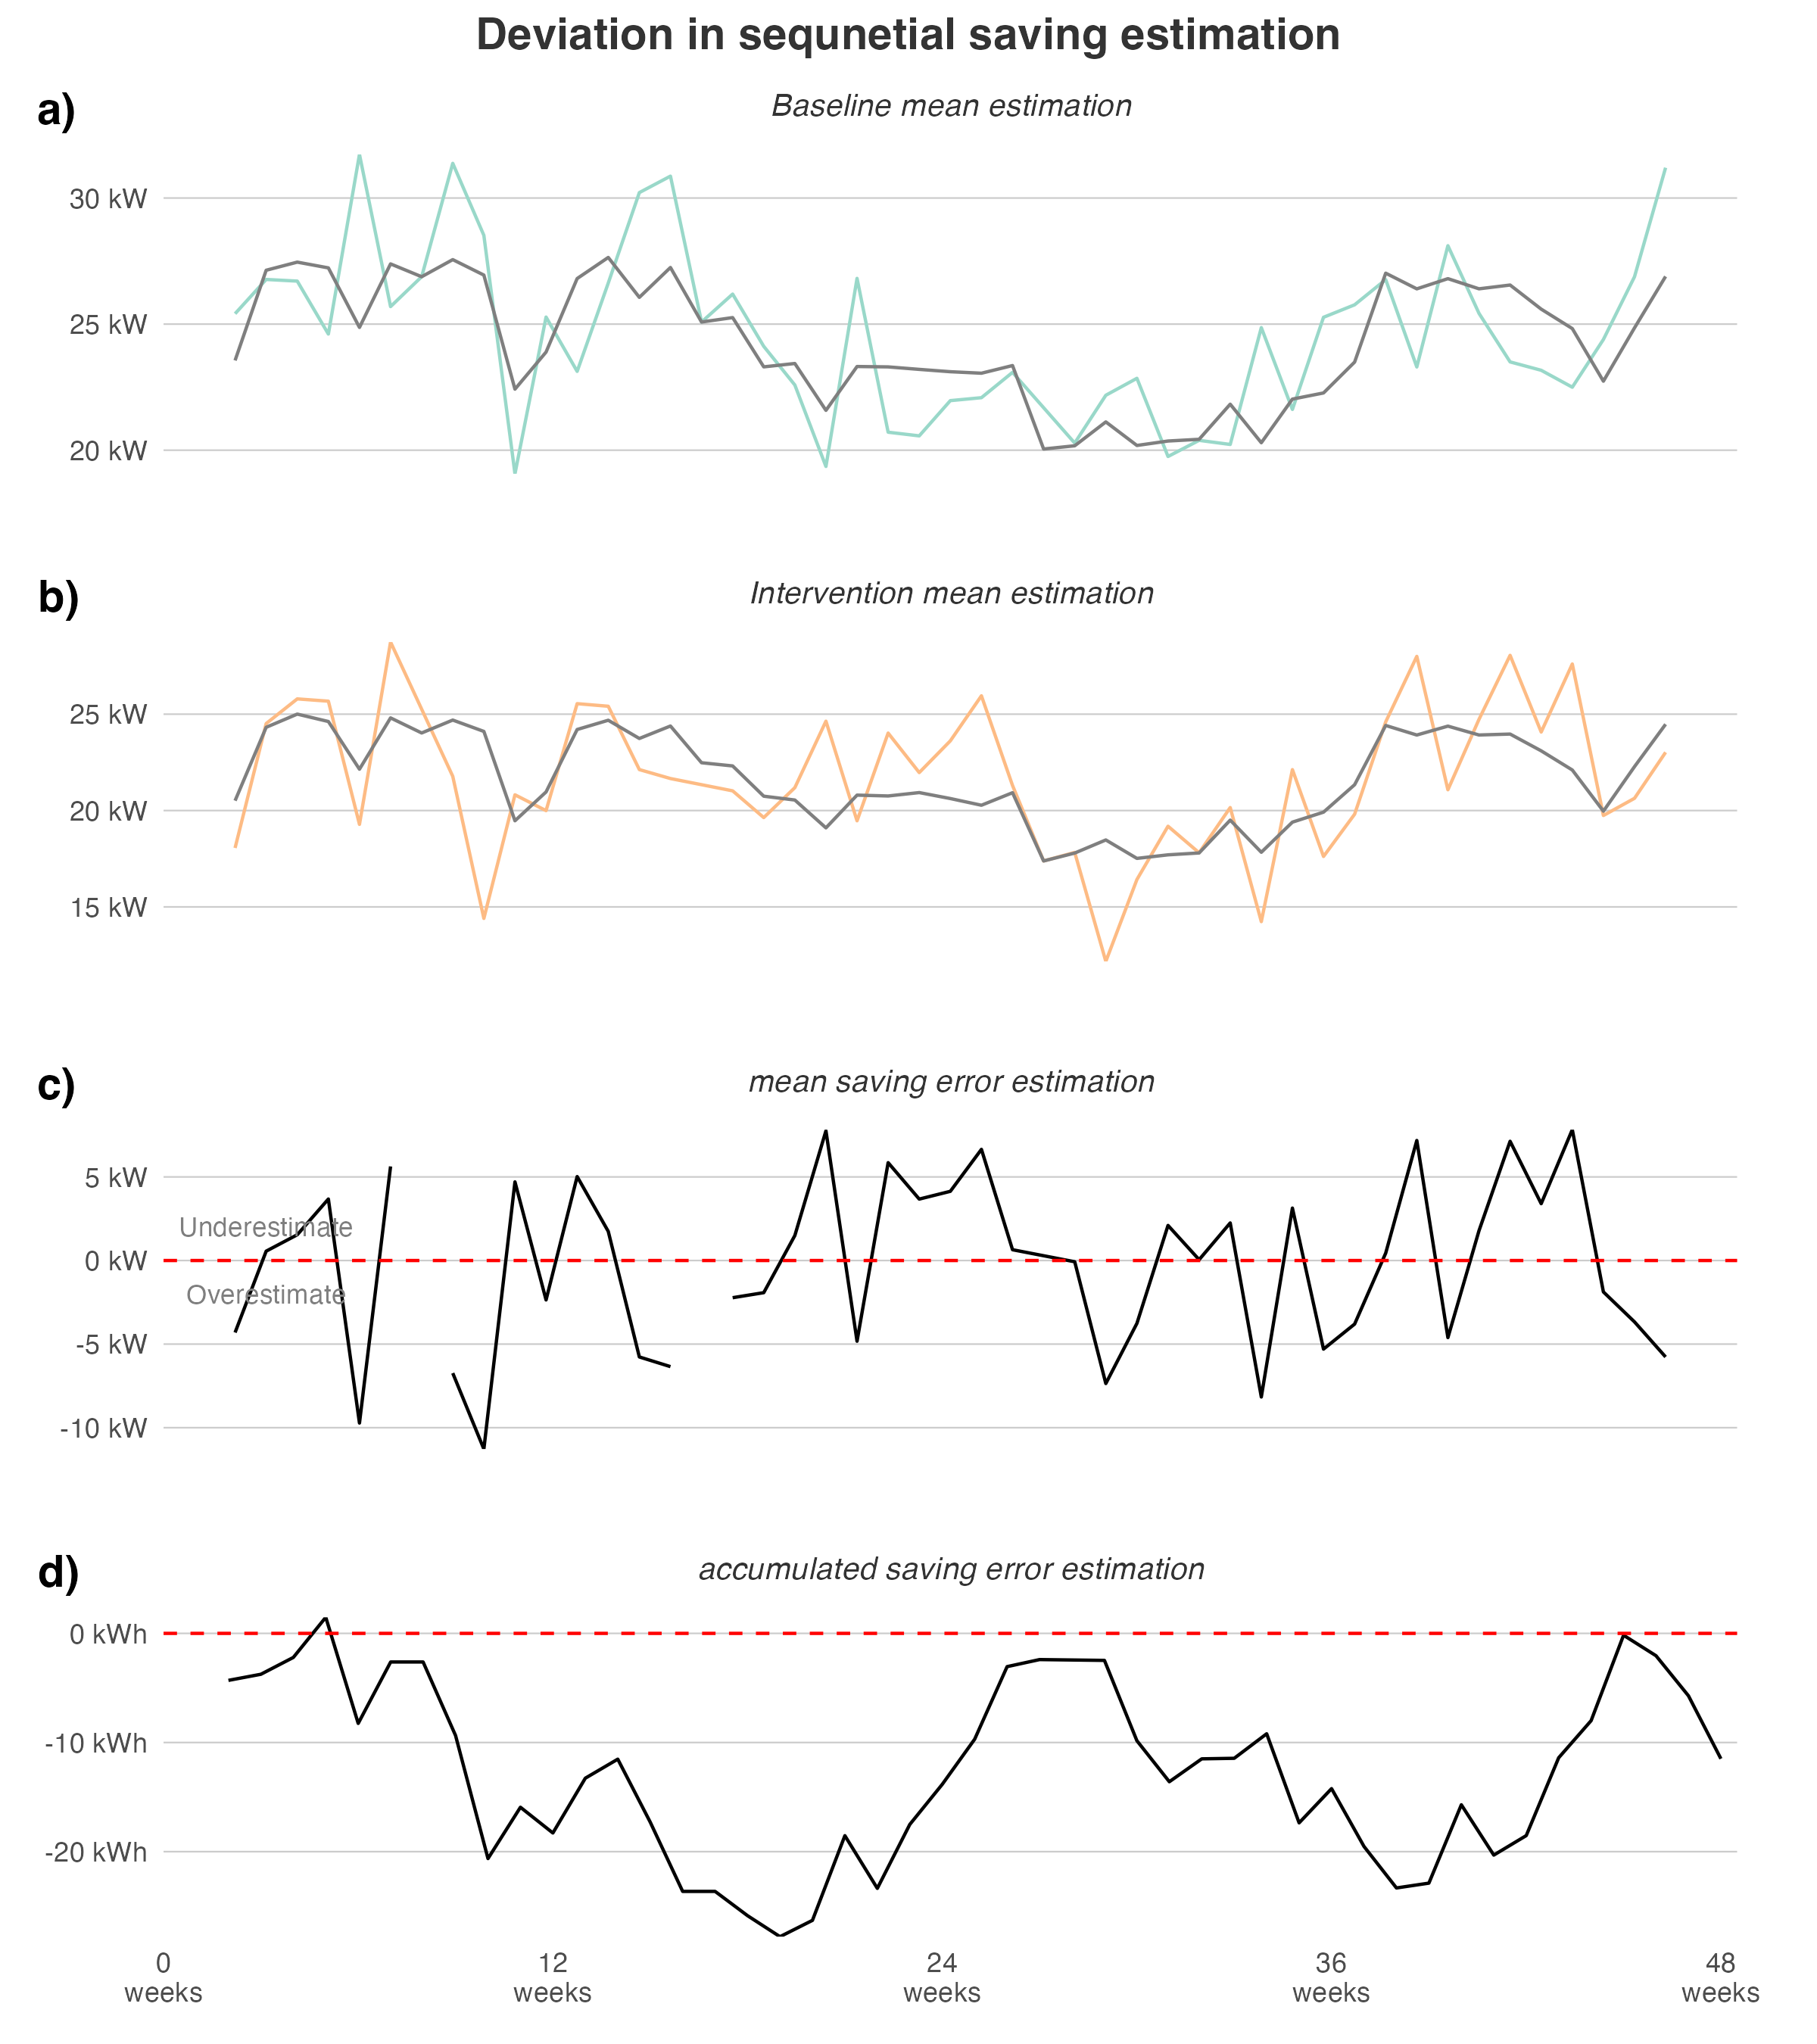 Deviation in sequnetial saving estimation
a)
Baseline mean estimation
30 kW
25 kW
20 kW
b)
Intervention mean estimation
25 kW
20 kW
15 kW
c)
mean saving error estimation
5 kW
Underestimate
0 kW
Overestimate
-5 kW
-10 kW
d)
accumulated saving error estimation
0 kWh
-10 kWh
-20 kWh
0 12 24 36 48
weeks weeks weeks weeks weeks